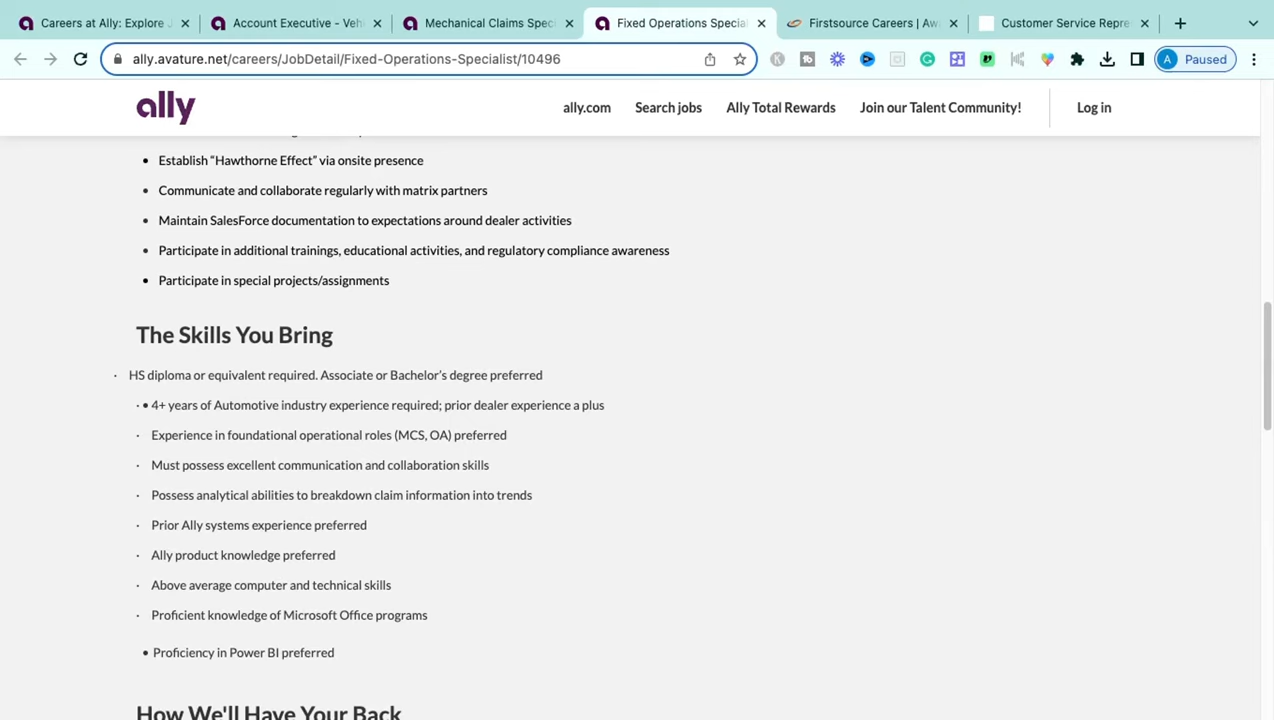 Careers at Ally: Explore J
Account Executive – Veh
Mechanical Claims Speci
Fixed Operations Special
Firstsource Careers | Aw
Customer Service Repre
ally.avature.net/careers/JobDetail/Fixed-Operations-Specialist/10496
A Paused
ally
ally.com
Search jobs
Ally Total Rewards
Join our Talent Community!
Log in
• Establish “Hawthorne Effect” via onsite presence
• Communicate and collaborate regularly with matrix partners
• Maintain SalesForce documentation to expectations around dealer activities
• Participate in additional trainings, educational activities, and regulatory compliance awareness
• Participate in special projects/assignments
The Skills You Bring
· HS diploma or equivalent required. Associate or Bachelor’s degree preferred
· • 4+ years of Automotive industry experience required; prior dealer experience a plus
· Experience in foundational operational roles (MCS, OA) preferred
· Must possess excellent communication and collaboration skills
· Possess analytical abilities to breakdown claim information into trends
· Prior Ally systems experience preferred
· Ally product knowledge preferred
· Above average computer and technical skills
· Proficient knowledge of Microsoft Office programs
• Proficiency in Power BI preferred
How We'll Have Your Back